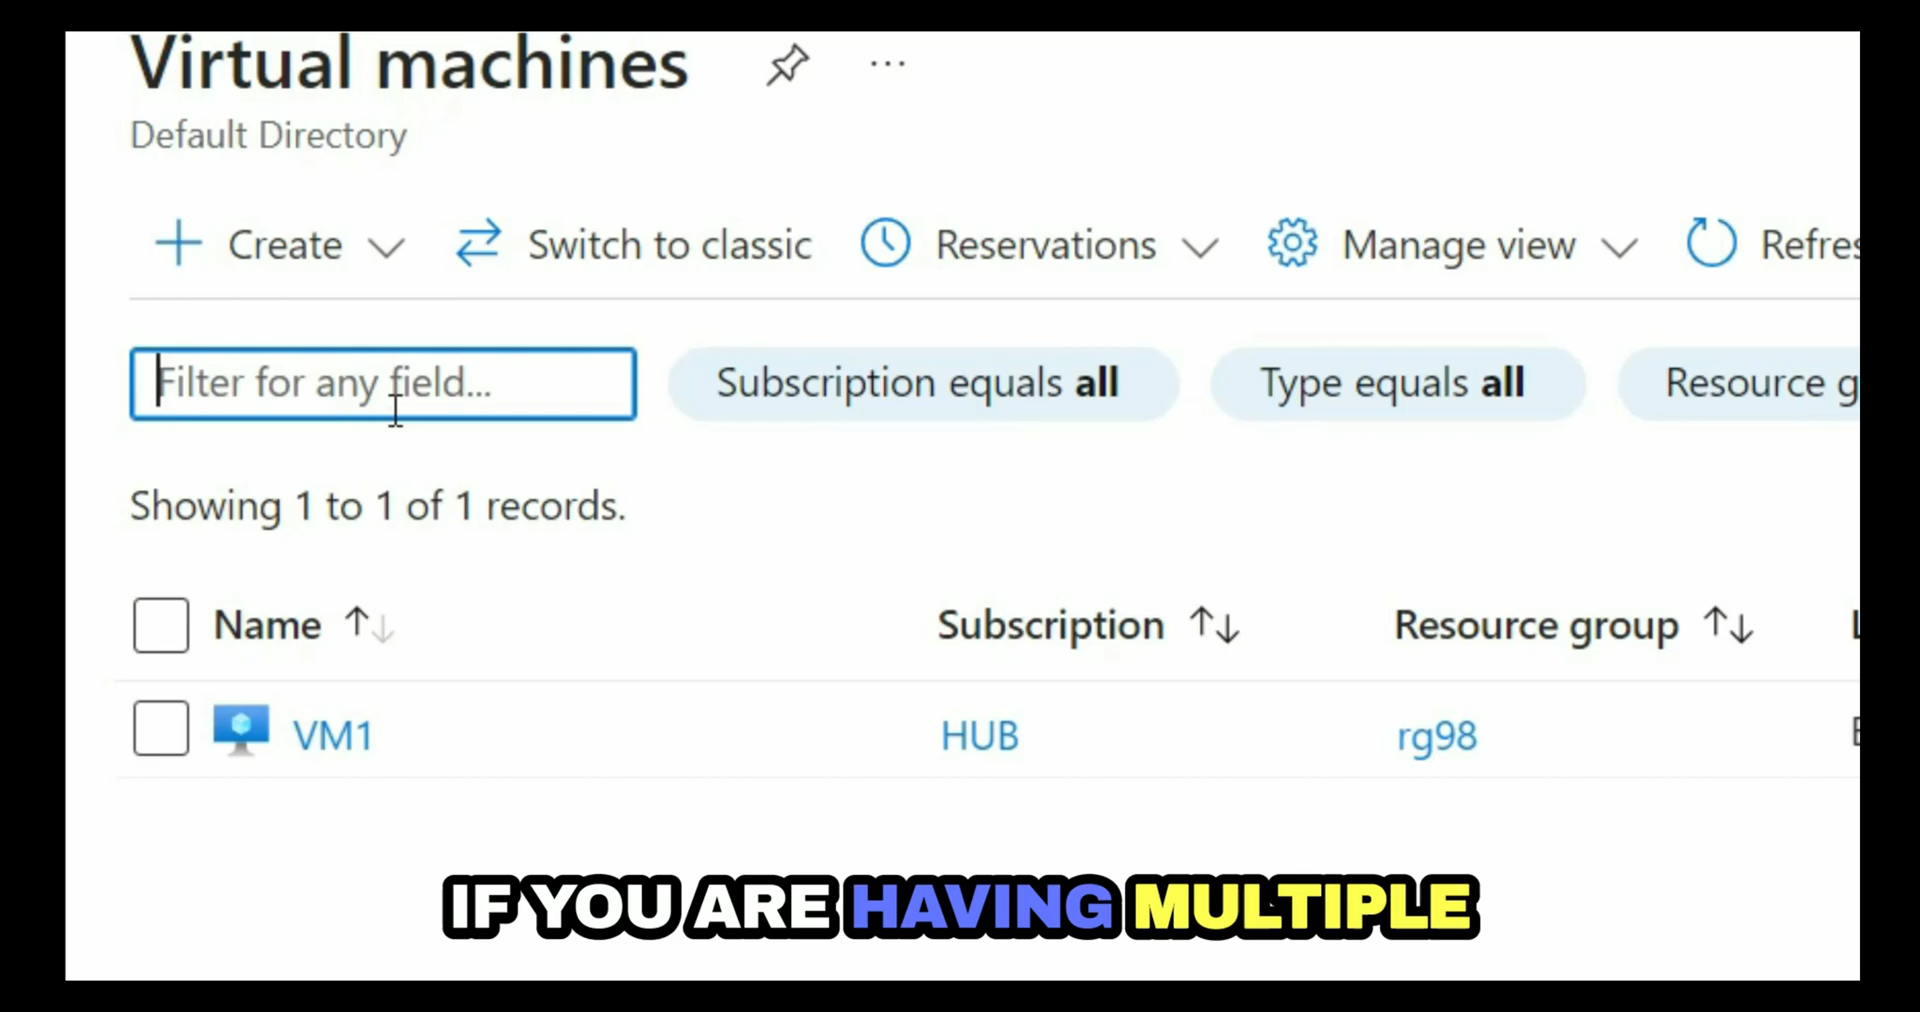 Virtual machines
Default Directory
Create Switch to classic Reservations Manage view
Filter for any field... Subscription equals all Type equals all Resource
Showing 1 to 1 of 1 records.
Name Subscription Resource group
VM1 HUB rg98
IF YOU ARE HAVING MULTIPLE